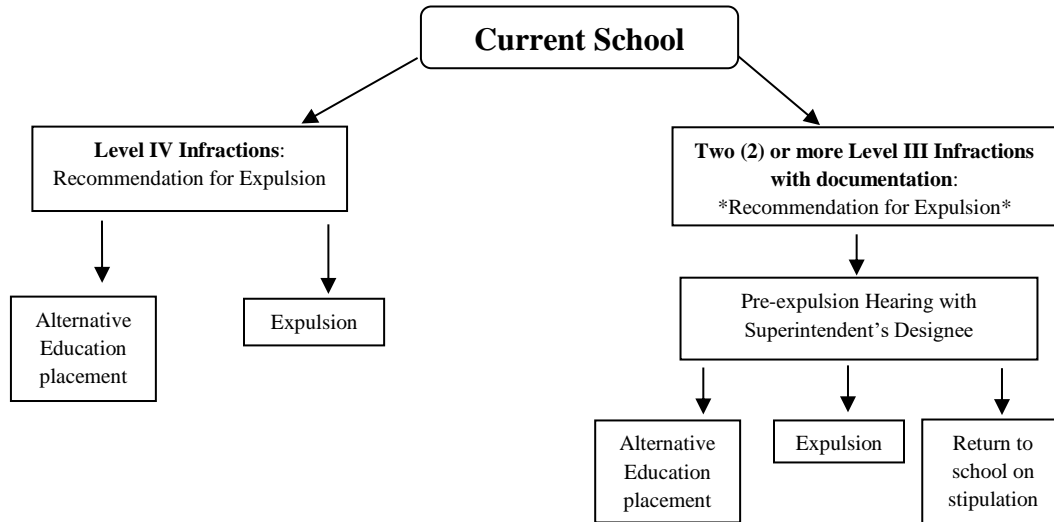 Current School
Level IV Infractions:
Recommendation for Expulsion
Two (2) or more Level III Infractions
with documentation:
*Recommendation for Expulsion*
Alternative
Education
placement
Expulsion
Pre-expulsion Hearing with
Superintendent’s Designee
Alternative
Education
placement
Expulsion
Return to
school on
stipulation